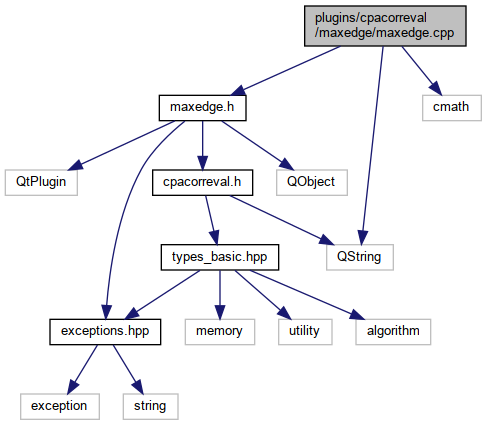 plugins/cpacorreval
/maxedge/maxedge.cpp
maxedge.h
cmath
QtPlugin
cpacorreval.h
QObject
types_basic.hpp
QString
exceptions.hpp
memory
utility
algorithm
exception
string